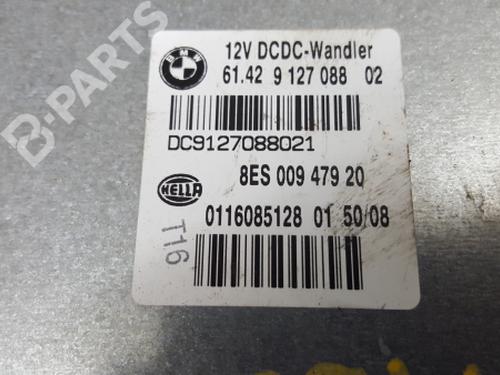 BMW
12V DCDC-Wandler
61.42 9 127 088 02
DC9127088021
HELLA
8ES 009 479 20
0116085128 01 50/08
T16
B-PARTS